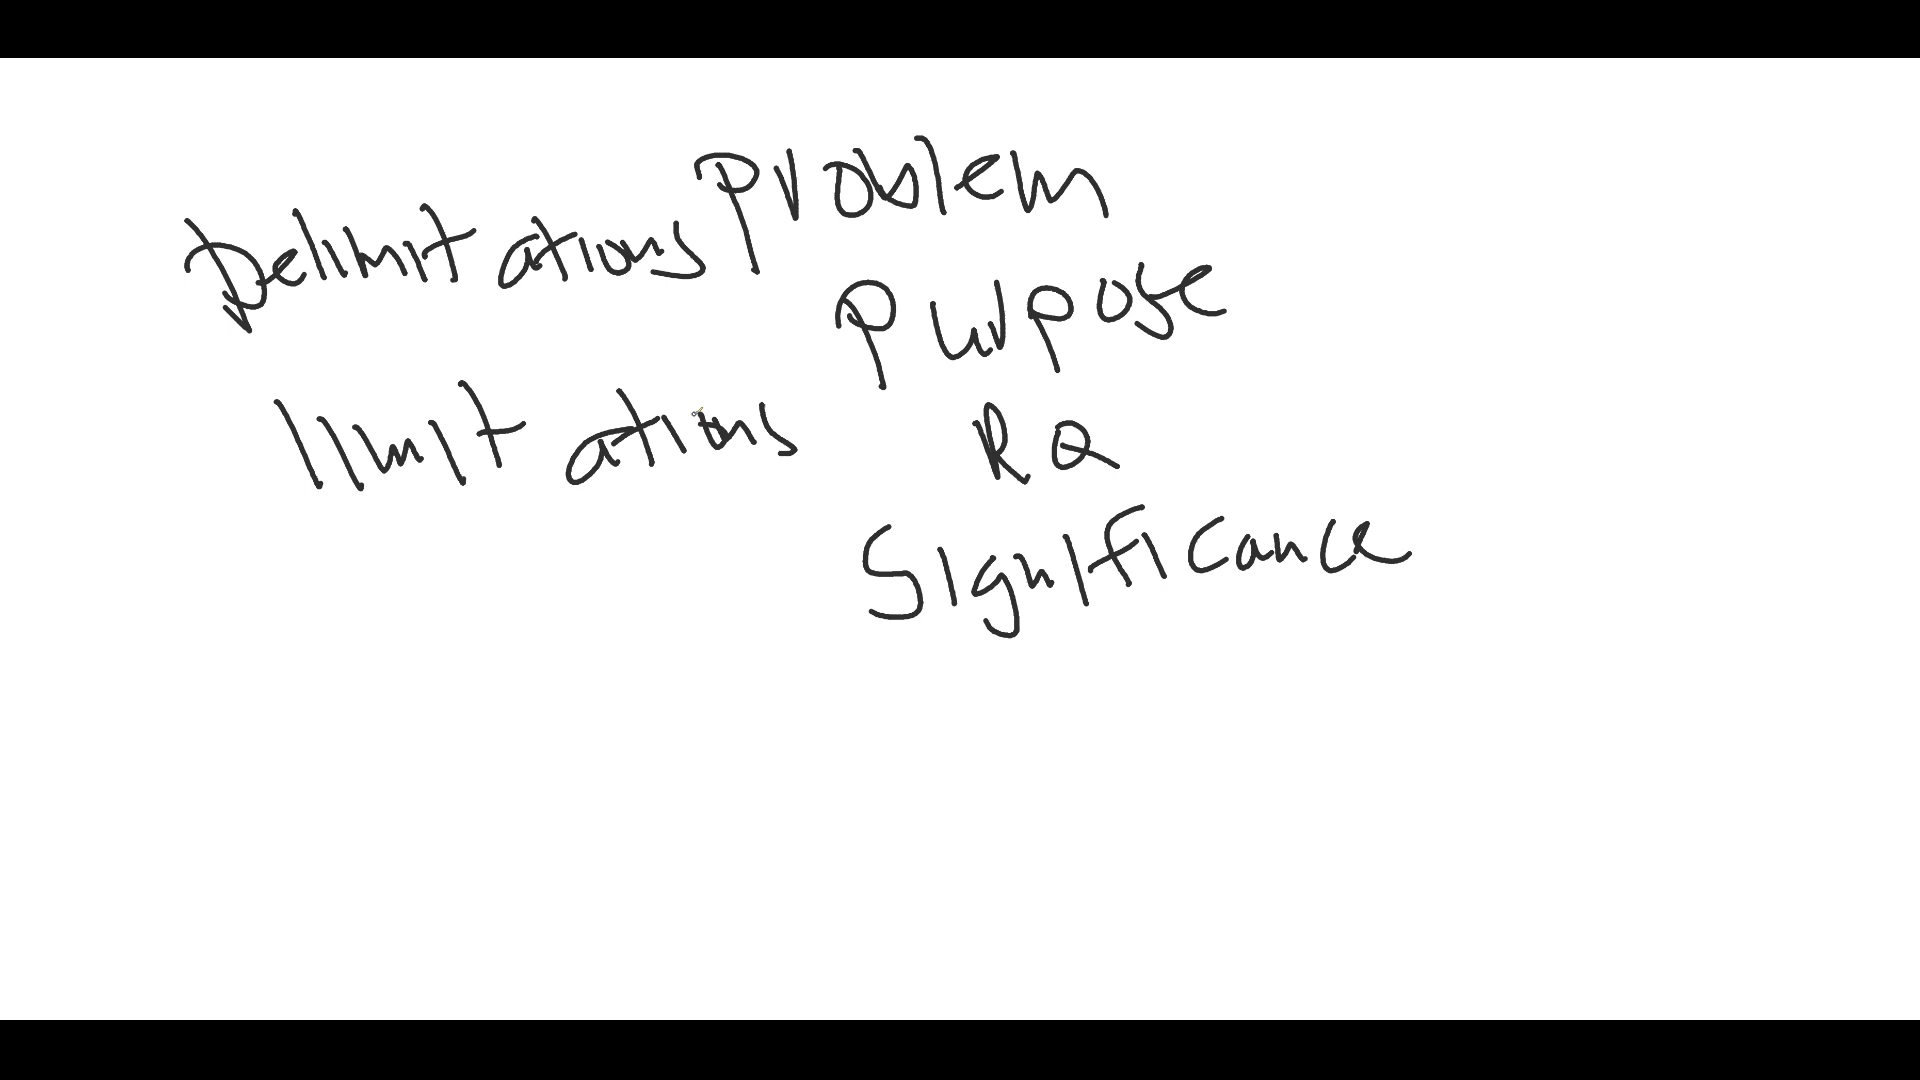 Problem
Delimitations
Purpose
limitations
RQ
Significance